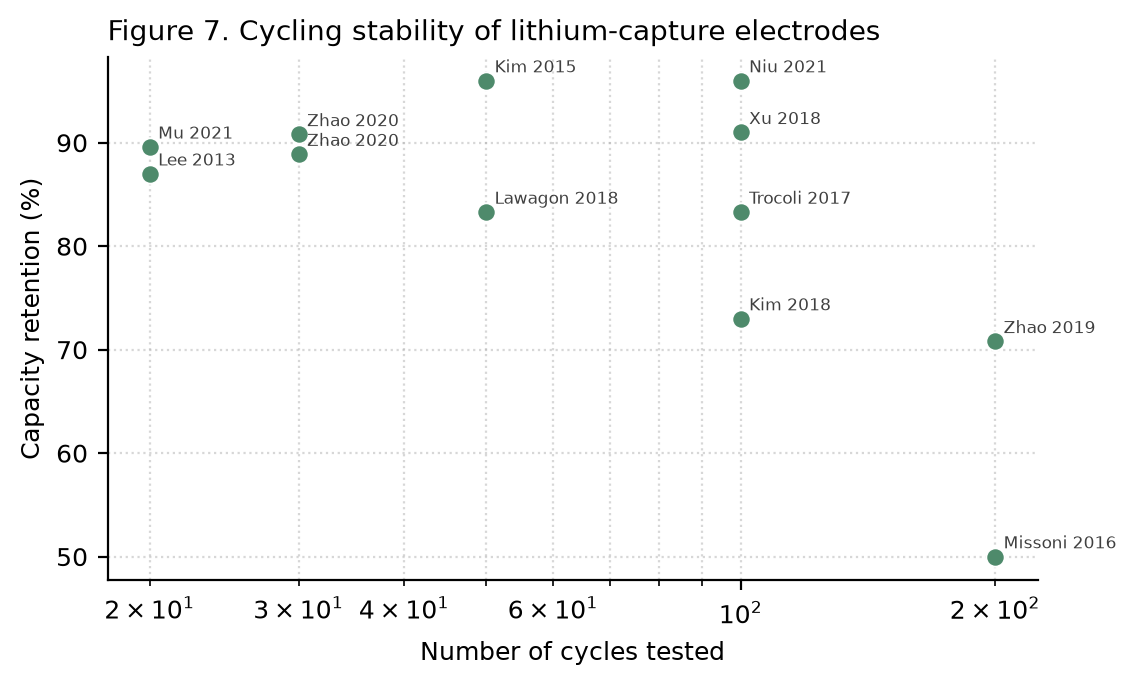 Figure 7. Cycling stability of lithium-capture electrodes
Kim 2015
Niu 2021
Zhao 2020
Xu 2018
Mu 2021
Zhao 2020
Lee 2013
Lawagon 2018
Trocoli 2017
Kim 2018
Zhao 2019
Missoni 2016
90
80
70
60
50
Capacity retention (%)
2 × 10¹
3 × 10¹
4 × 10¹
6 × 10¹
10²
2 × 10²
Number of cycles tested